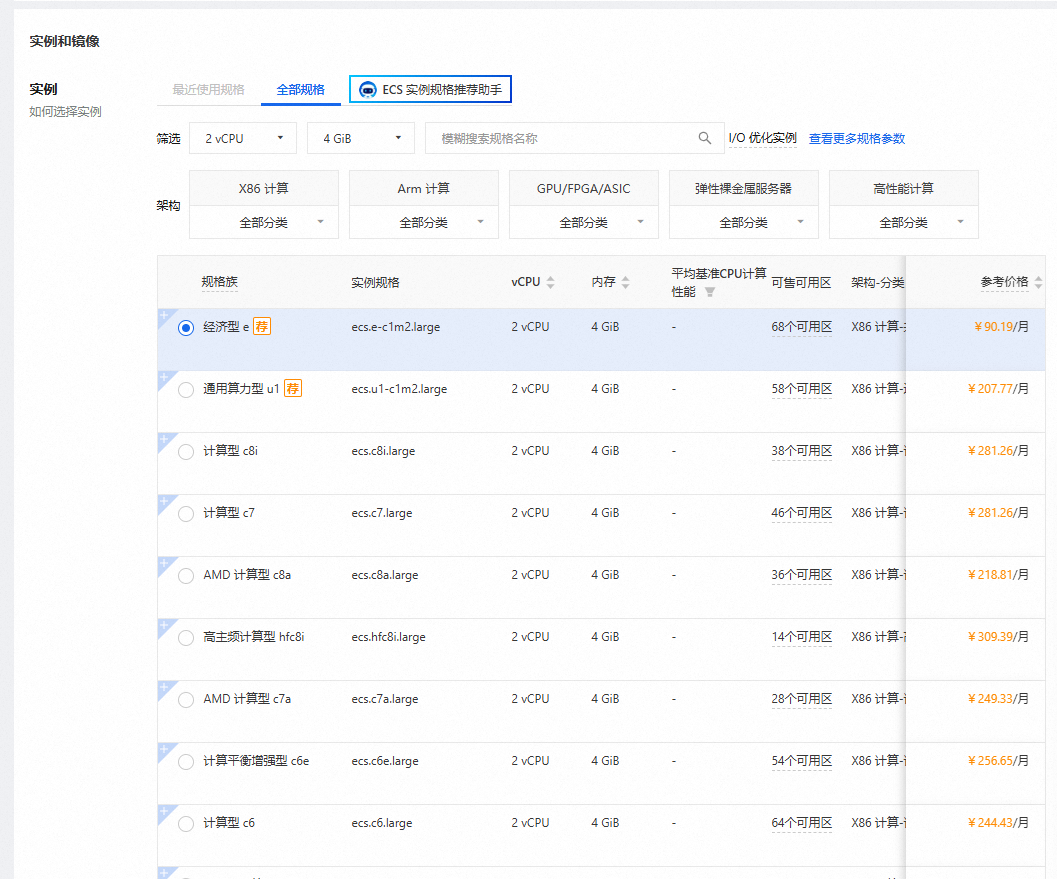 实例和镜像
实例
如何选择实例
最近使用规格 全部规格 ECS 实例规格推荐助手
筛选 2 vCPU 4 GiB 模糊搜索规格名称 I/O 优化实例 查看更多规格参数
架构
X86 计算 Arm 计算 GPU/FPGA/ASIC 弹性裸金属服务器 高性能计算
全部分类 全部分类 全部分类 全部分类 全部分类
规格族 实例规格 vCPU 内存 平均基准CPU计算性能 可售可用区 架构-分类 参考价格
经济型 e 荐 ecs.e-c1m2.large 2 vCPU 4 GiB - 68个可用区 X86 计算- ¥90.19/月
通用算力型 u1 荐 ecs.u1-c1m2.large 2 vCPU 4 GiB - 58个可用区 X86 计算- ¥207.77/月
计算型 c8i ecs.c8i.large 2 vCPU 4 GiB - 38个可用区 X86 计算- ¥281.26/月
计算型 c7 ecs.c7.large 2 vCPU 4 GiB - 46个可用区 X86 计算- ¥281.26/月
AMD 计算型 c8a ecs.c8a.large 2 vCPU 4 GiB - 36个可用区 X86 计算- ¥218.81/月
高主频计算型 hfc8i ecs.hfc8i.large 2 vCPU 4 GiB - 14个可用区 X86 计算- ¥309.39/月
AMD 计算型 c7a ecs.c7a.large 2 vCPU 4 GiB - 28个可用区 X86 计算- ¥249.33/月
计算平衡增强型 c6e ecs.c6e.large 2 vCPU 4 GiB - 54个可用区 X86 计算- ¥256.65/月
计算型 c6 ecs.c6.large 2 vCPU 4 GiB - 64个可用区 X86 计算- ¥244.43/月